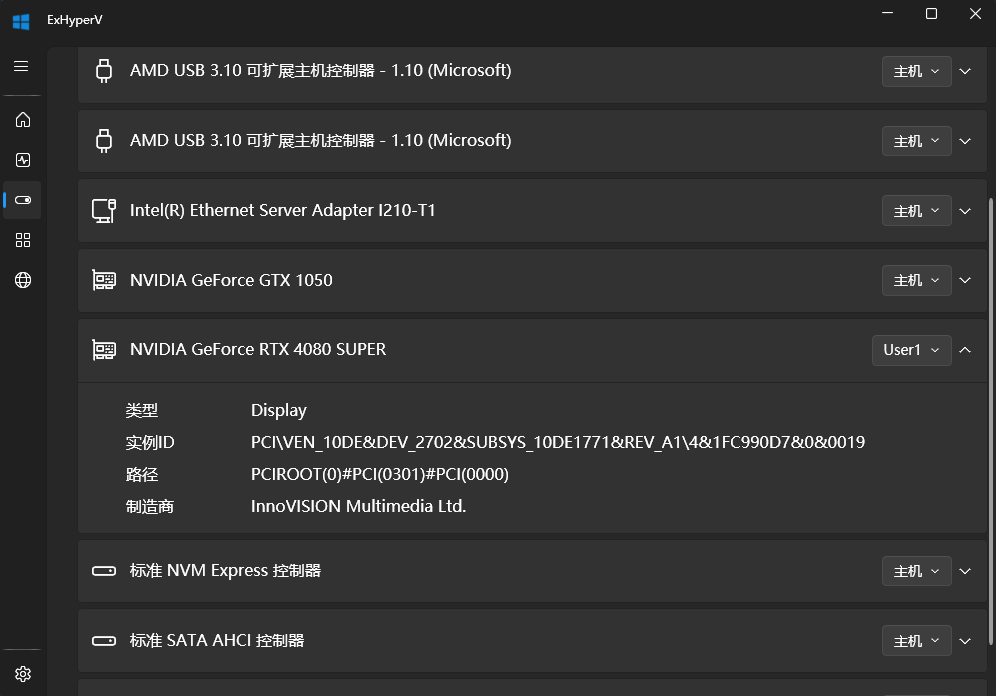 ExHyperV
AMD USB 3.10 可扩展主机控制器 - 1.10 (Microsoft) 主机
AMD USB 3.10 可扩展主机控制器 - 1.10 (Microsoft) 主机
Intel(R) Ethernet Server Adapter I210-T1 主机
NVIDIA GeForce GTX 1050 主机
NVIDIA GeForce RTX 4080 SUPER User1
类型 Display
实例ID PCI\VEN_10DE&DEV_2702&SUBSYS_10DE1771&REV_A1\4&1FC990D7&0&0019
路径 PCIROOT(0)#PCI(0301)#PCI(0000)
制造商 InnoVISION Multimedia Ltd.
标准 NVM Express 控制器 主机
标准 SATA AHCI 控制器 主机